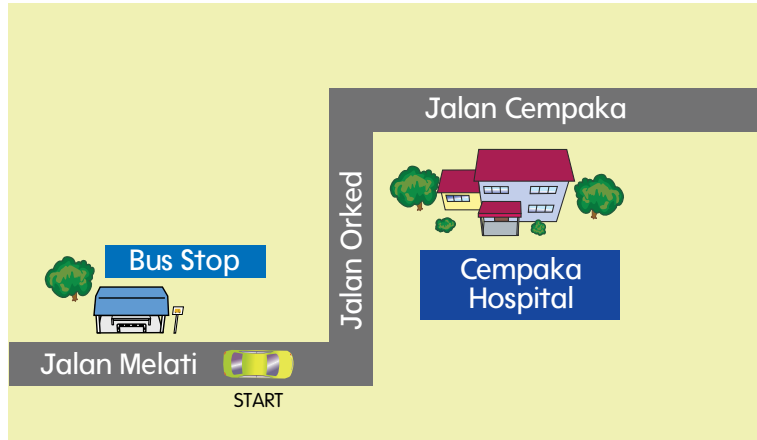 Jalan Cempaka
Jalan Orked
Bus Stop
Cempaka
Hospital
Jalan Melati
START